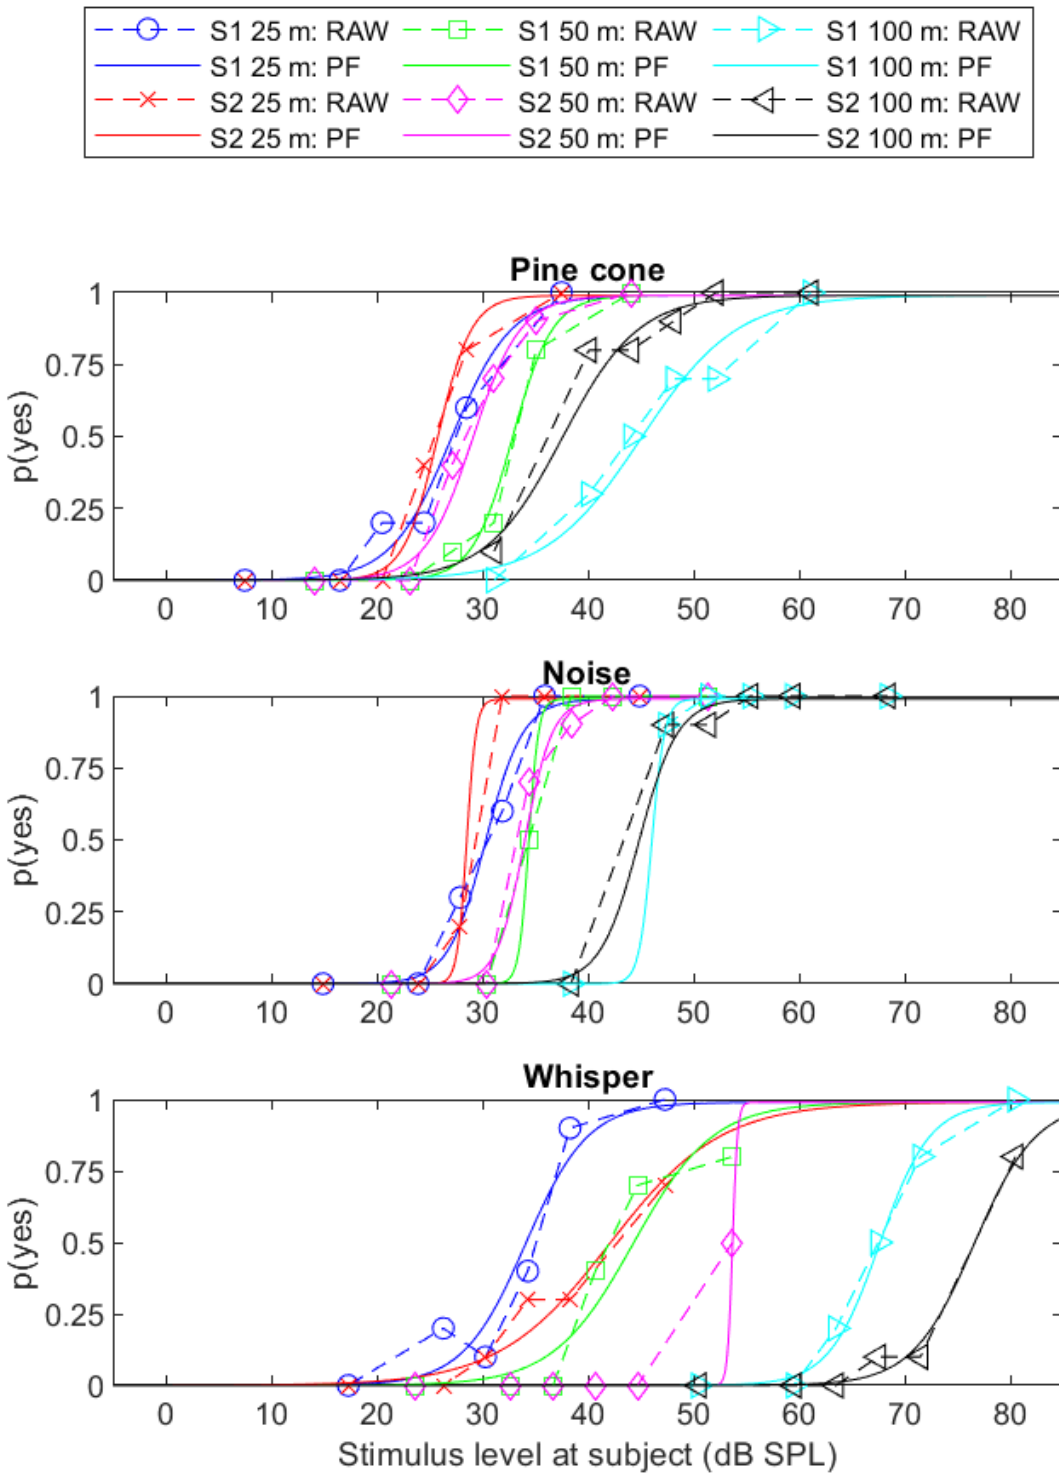 S1 25 m: RAW S1 50 m: RAW S1 100 m: RAW
S1 25 m: PF S1 50 m: PF S1 100 m: PF
S2 25 m: RAW S2 50 m: RAW S2 100 m: RAW
S2 25 m: PF S2 50 m: PF S2 100 m: PF
Pine cone
1
0.75
0.5
0.25
0
p(yes)
0 10 20 30 40 50 60 70 80
Noise
1
0.75
0.5
0.25
0
p(yes)
0 10 20 30 40 50 60 70 80
Whisper
1
0.75
0.5
0.25
0
p(yes)
0 10 20 30 40 50 60 70 80
Stimulus level at subject (dB SPL)